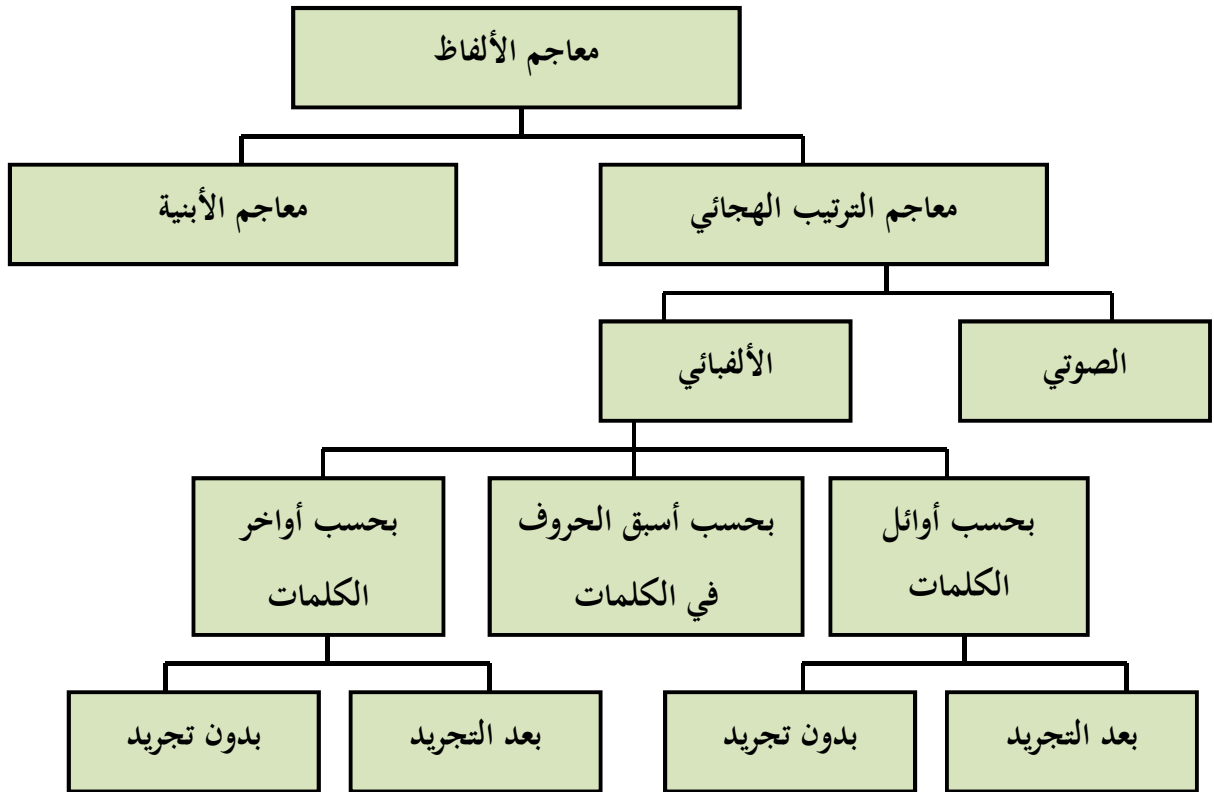 معاجم الألفاظ
معاجم الترتيب الهجائي
معاجم الأبنية
الصوتي
الألفبائي
بحسب أوائل
الكلمات
بحسب أسبق الحروف
في الكلمات
بحسب أواخر
الكلمات
بعد التجريد
بدون تجريد
بعد التجريد
بدون تجريد